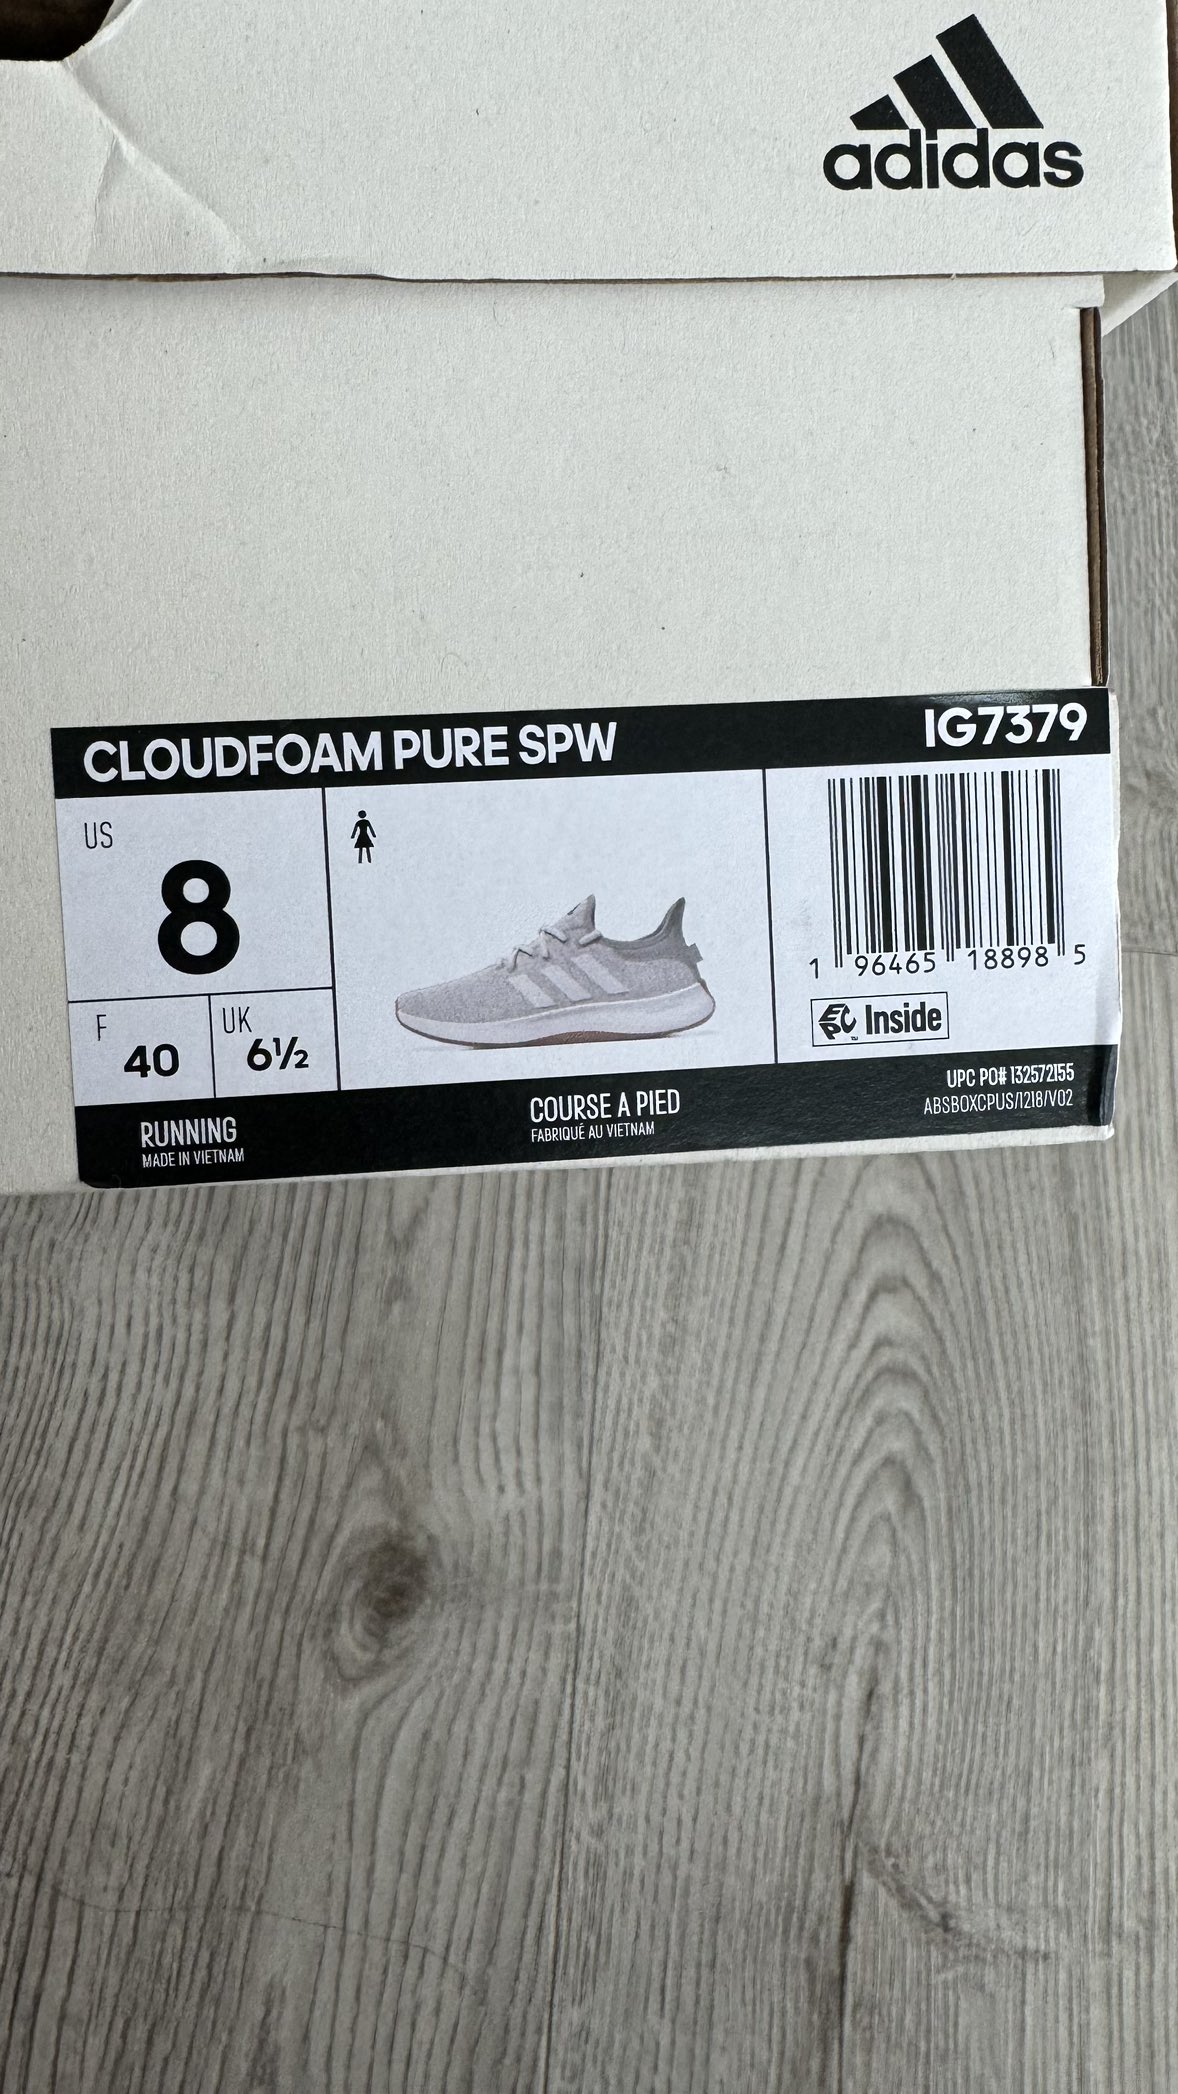 adidas
CLOUDFOAM PURE SPW
IG7379
US
8
F
40
UK
6½
1 96465 18898 5
EPC Inside
RUNNING
MADE IN VIETNAM
COURSE A PIED
FABRIQUÉ AU VIETNAM
UPC PO# 132572155
ABSBOXCPUS/1218/V02